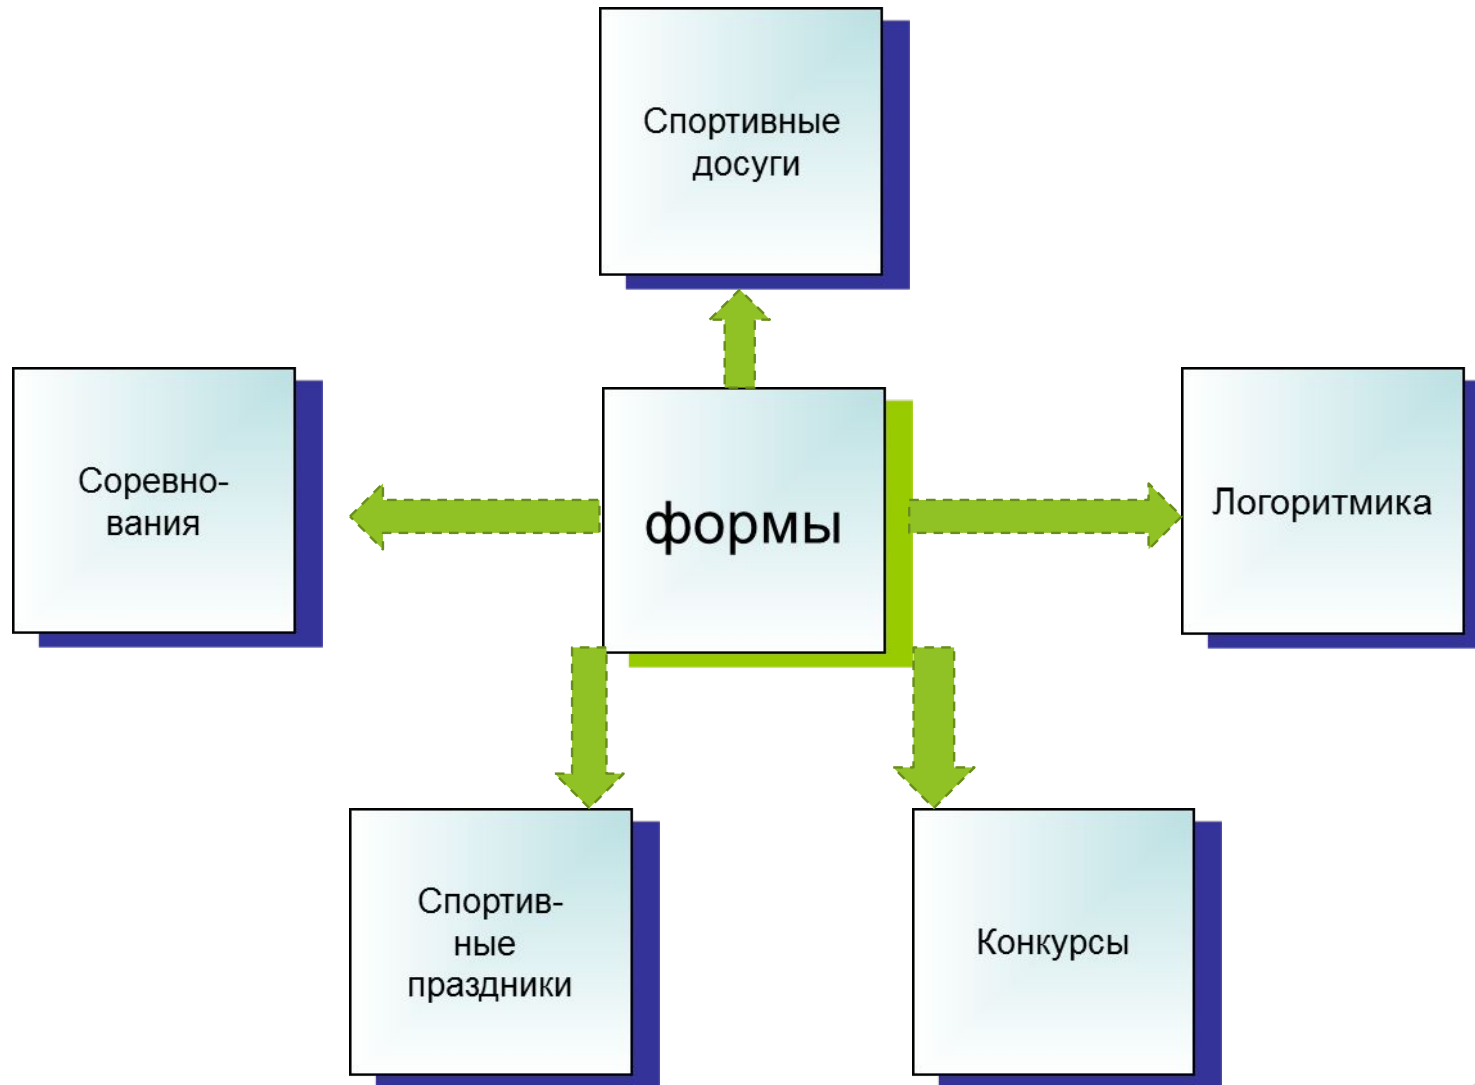 Спортивные
досуги
Соревно-
вания
формы
Логоритмика
Спортив-
ные
праздники
Конкурсы